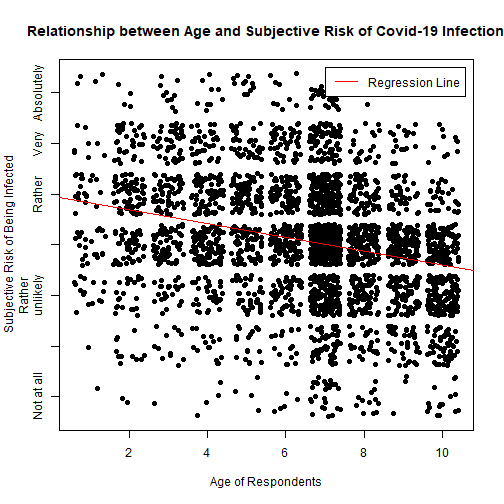 Relationship between Age and Subjective Risk of Covid-19 Infection
Regression Line
Subjective Risk of Being Infected
Absolutely
Very
Rather
Rather
unlikely
Not at all
2
4
6
8
10
Age of Respondents